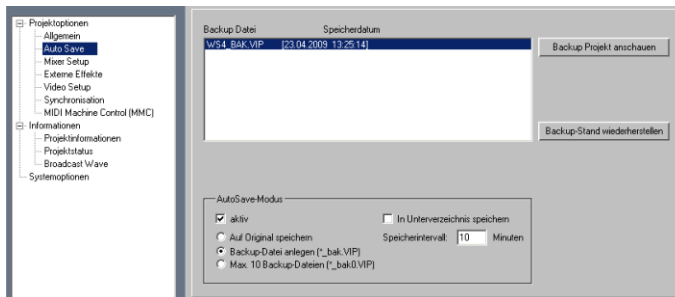 Projektoptionen
Allgemein
Auto Save
Mixer Setup
Externe Effekte
Video Setup
Synchronisation
MIDI Machine Control (MMC)
Informationen
Projektinformationen
Projektstatus
Broadcast Wave
Systemoptionen
Backup Datei Speicherdatum
WS4_BAK.VIP [23.04.2009 13:25:14]
Backup Projekt anschauen
Backup-Stand wiederherstellen
AutoSave-Modus
aktiv In Unterverzeichnis speichern
Auf Original speichern Speicherintervall: 10 Minuten
Backup-Datei anlegen (*_bak.VIP)
Max. 10 Backup-Dateien (*_bak0.VIP)